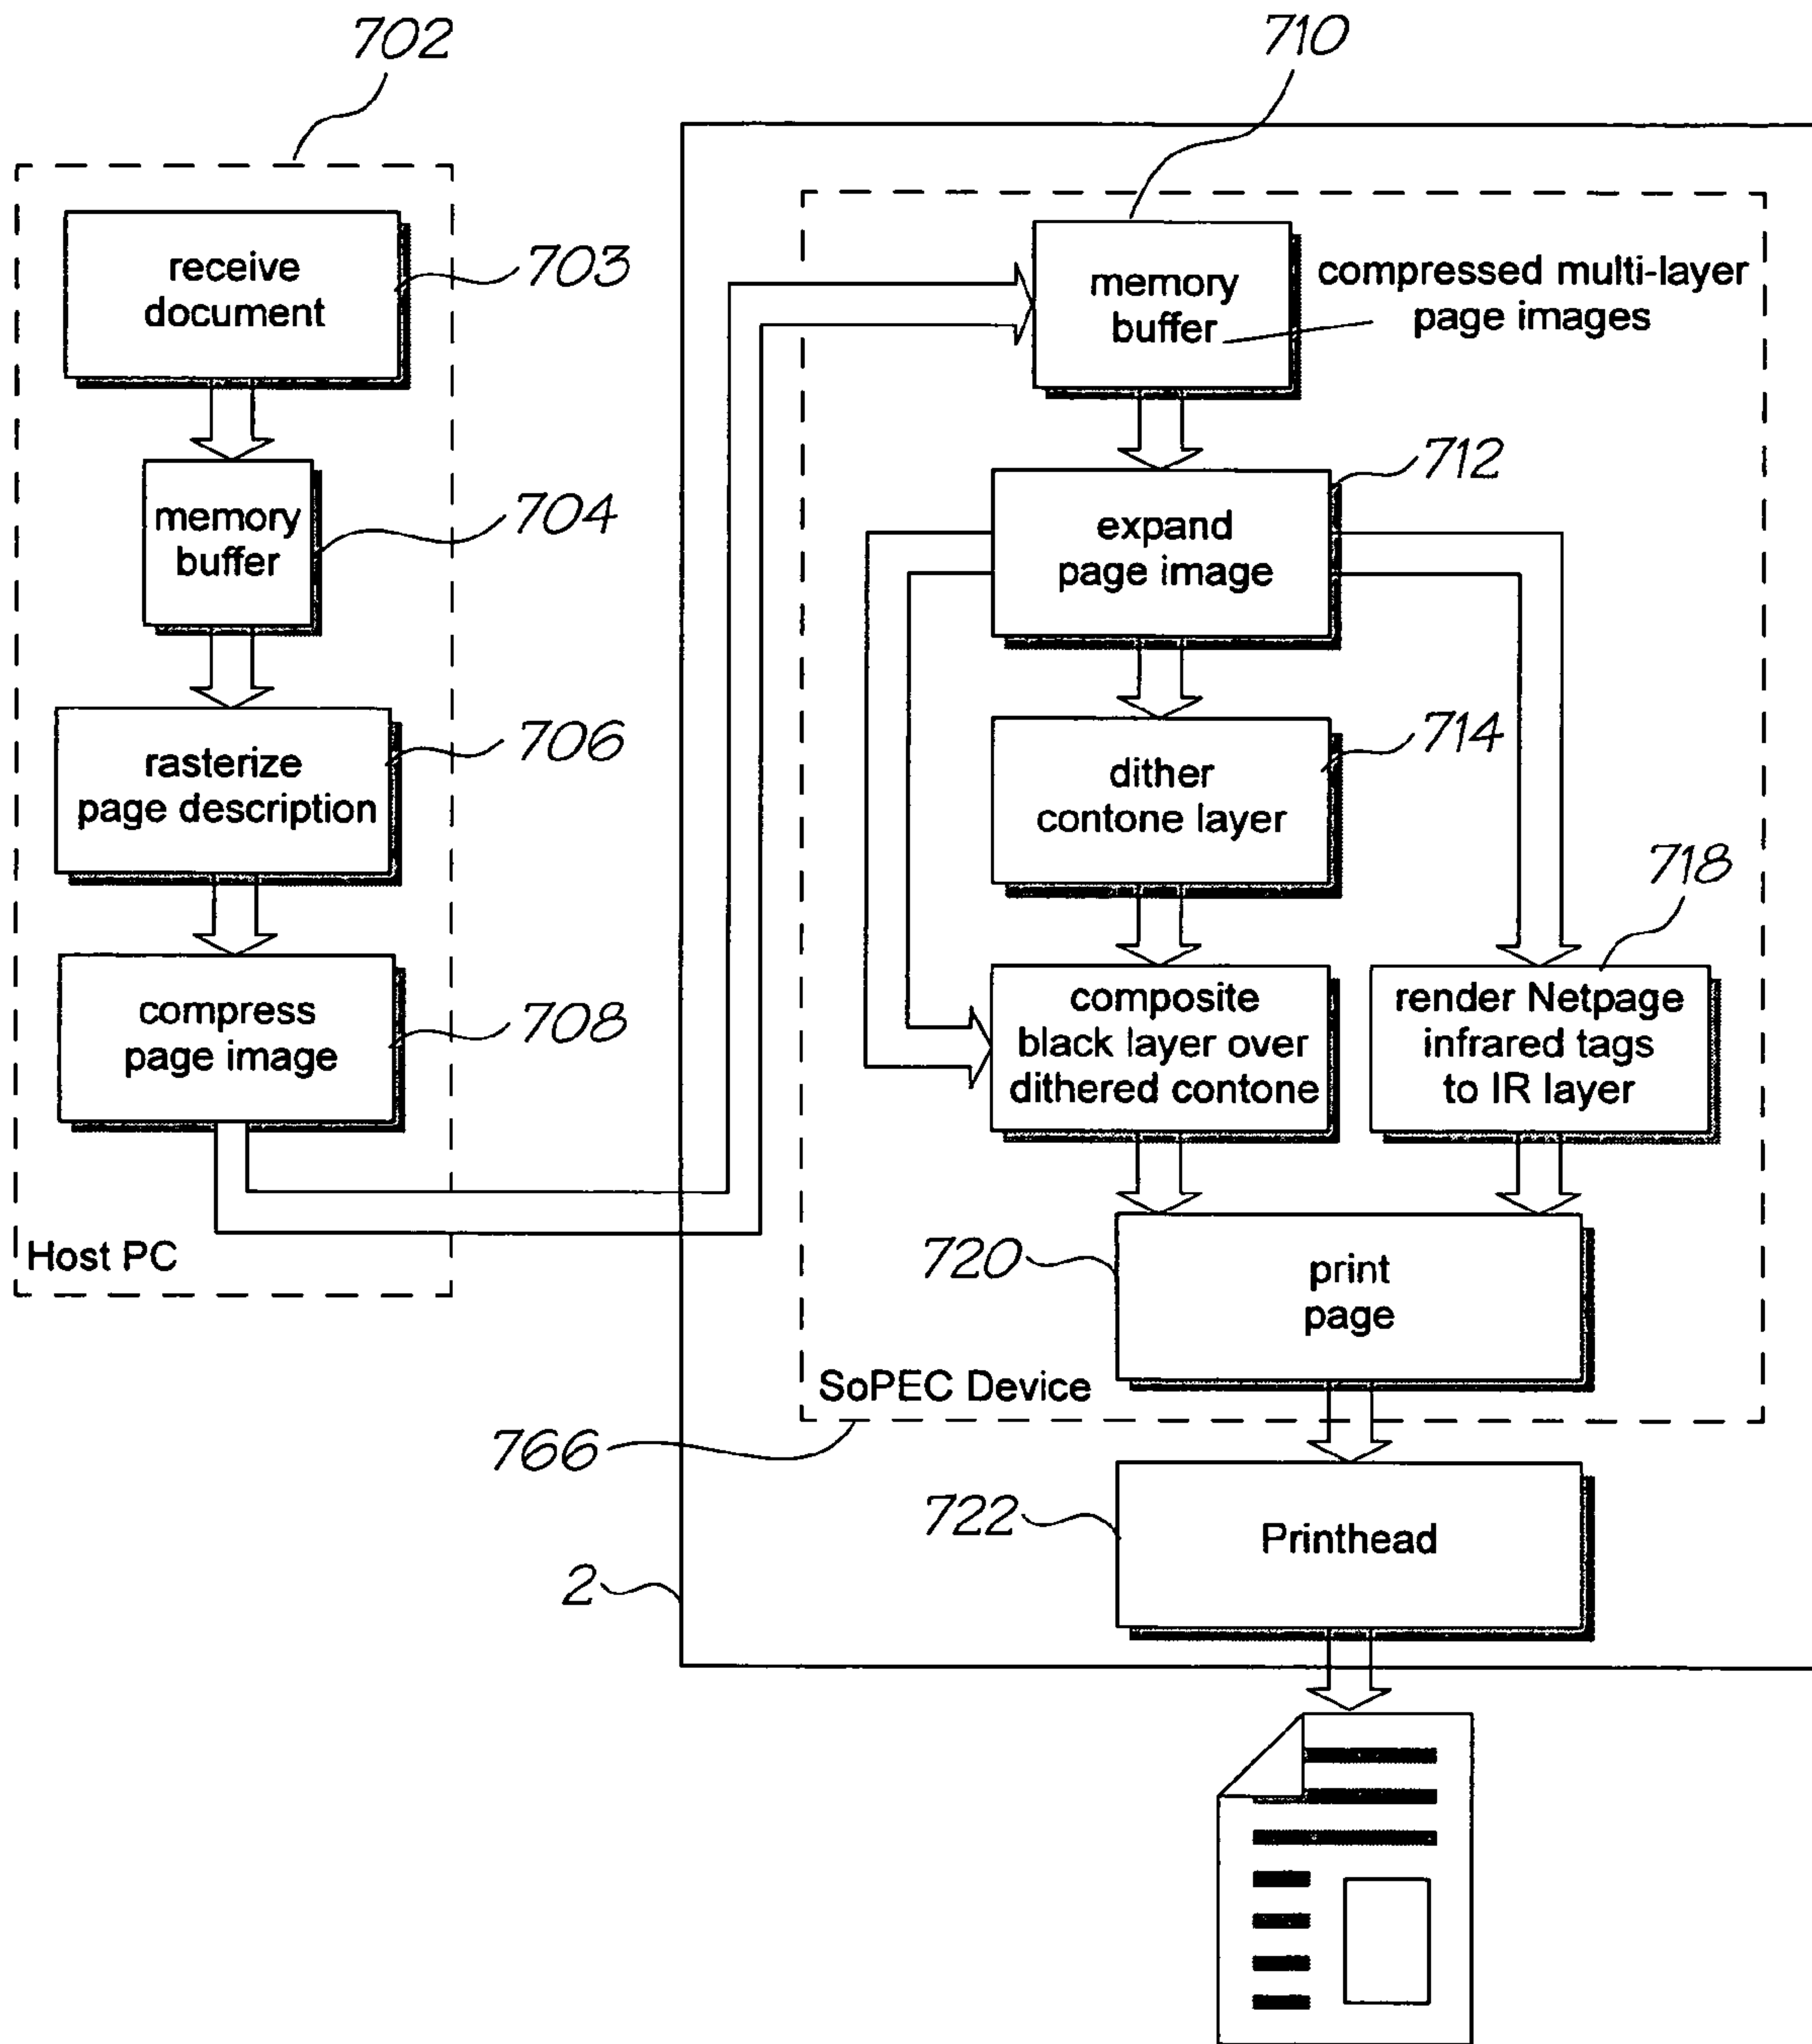 702
710
receive
document
703
memory
buffer
704
rasterize
page description
706
compress
page image
708
Host PC
memory
buffer
compressed multi-layer
page images
expand
page image
712
dither
contone layer
714
composite
black layer over
dithered contone
render Netpage
infrared tags
to IR layer
718
print
page
720
SoPEC Device
766
Printhead
722
2